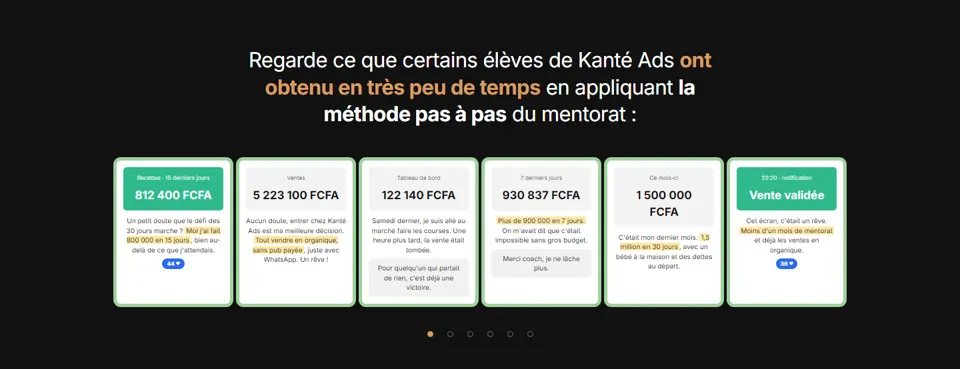 Regarde ce que certains élèves de Kanté Ads ont
obtenu en très peu de temps en appliquant la
méthode pas à pas du mentorat :
Recettes · 15 derniers jours
812 400 FCFA
Un petit doute que le défi des
30 jours marche ? Moi j'ai fait
800 000 en 15 jours, bien au-
delà de ce que j'attendais.
44 ♥
Ventes
5 223 100 FCFA
Aucun doute, entrer chez Kanté
Ads est ma meilleure décision.
Tout vendre en organique,
sans pub payée, juste avec
WhatsApp. Un rêve !
Tableau de bord
122 140 FCFA
Samedi dernier, je suis allé au
marché faire les courses. Une
heure plus tard, la vente était
tombée.
Pour quelqu'un qui partait
de rien, c'est déjà une
victoire.
7 derniers jours
930 837 FCFA
Plus de 900 000 en 7 jours.
On m'avait dit que c'était
impossible sans gros budget.
Merci coach, je ne lâche
plus.
Ce mois-ci
1 500 000
FCFA
C'était mon dernier mois. 1,5
million en 30 jours, avec un
bébé à la maison et des dettes
au départ.
22:20 · notification
Vente validée
Cet écran, c'était un rêve.
Moins d'un mois de mentorat
et déjà les ventes en
organique.
36 ♥